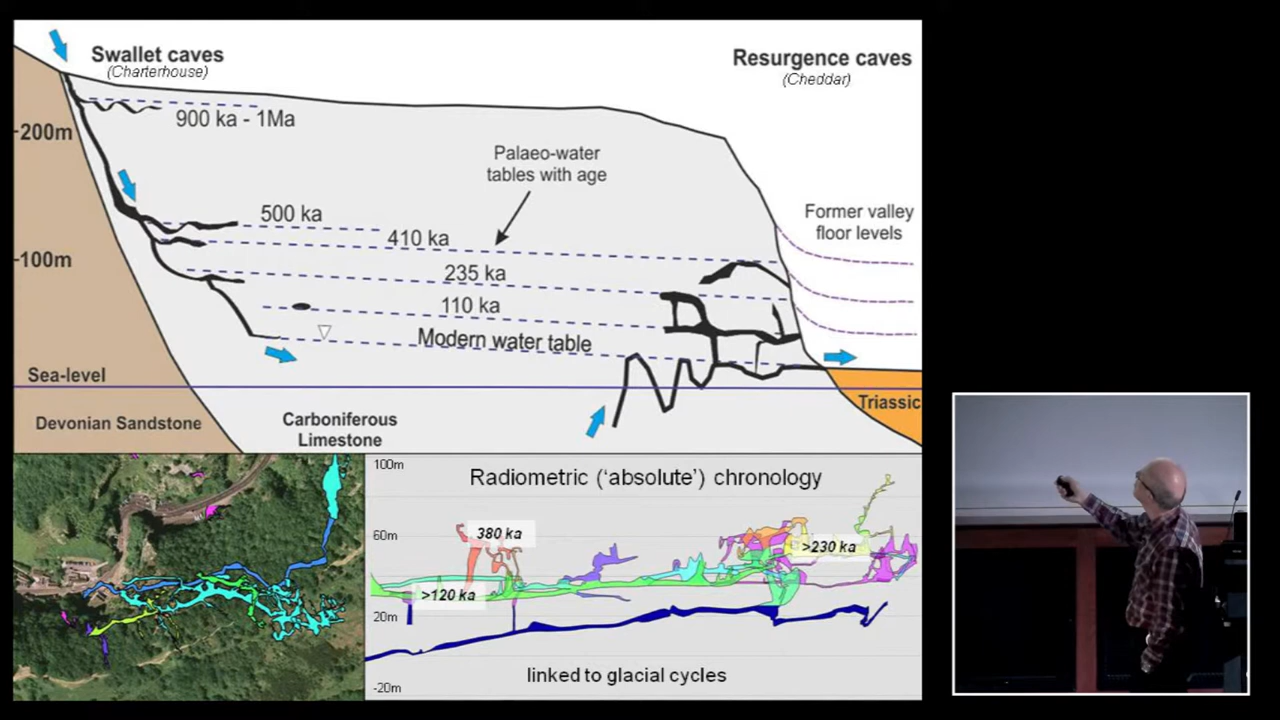 Swallet caves
(Charterhouse)
Resurgence caves
(Cheddar)
900 ka - 1Ma
200m
Palaeo-water
tables with age
500 ka
Former valley
floor levels
410 ka
100m
235 ka
110 ka
Modern water table
Sea-level
Triassic
Devonian Sandstone
Carboniferous
Limestone
100m
Radiometric (‘absolute’) chronology
60m
380 ka
>230 ka
>120 ka
20m
linked to glacial cycles
-20m